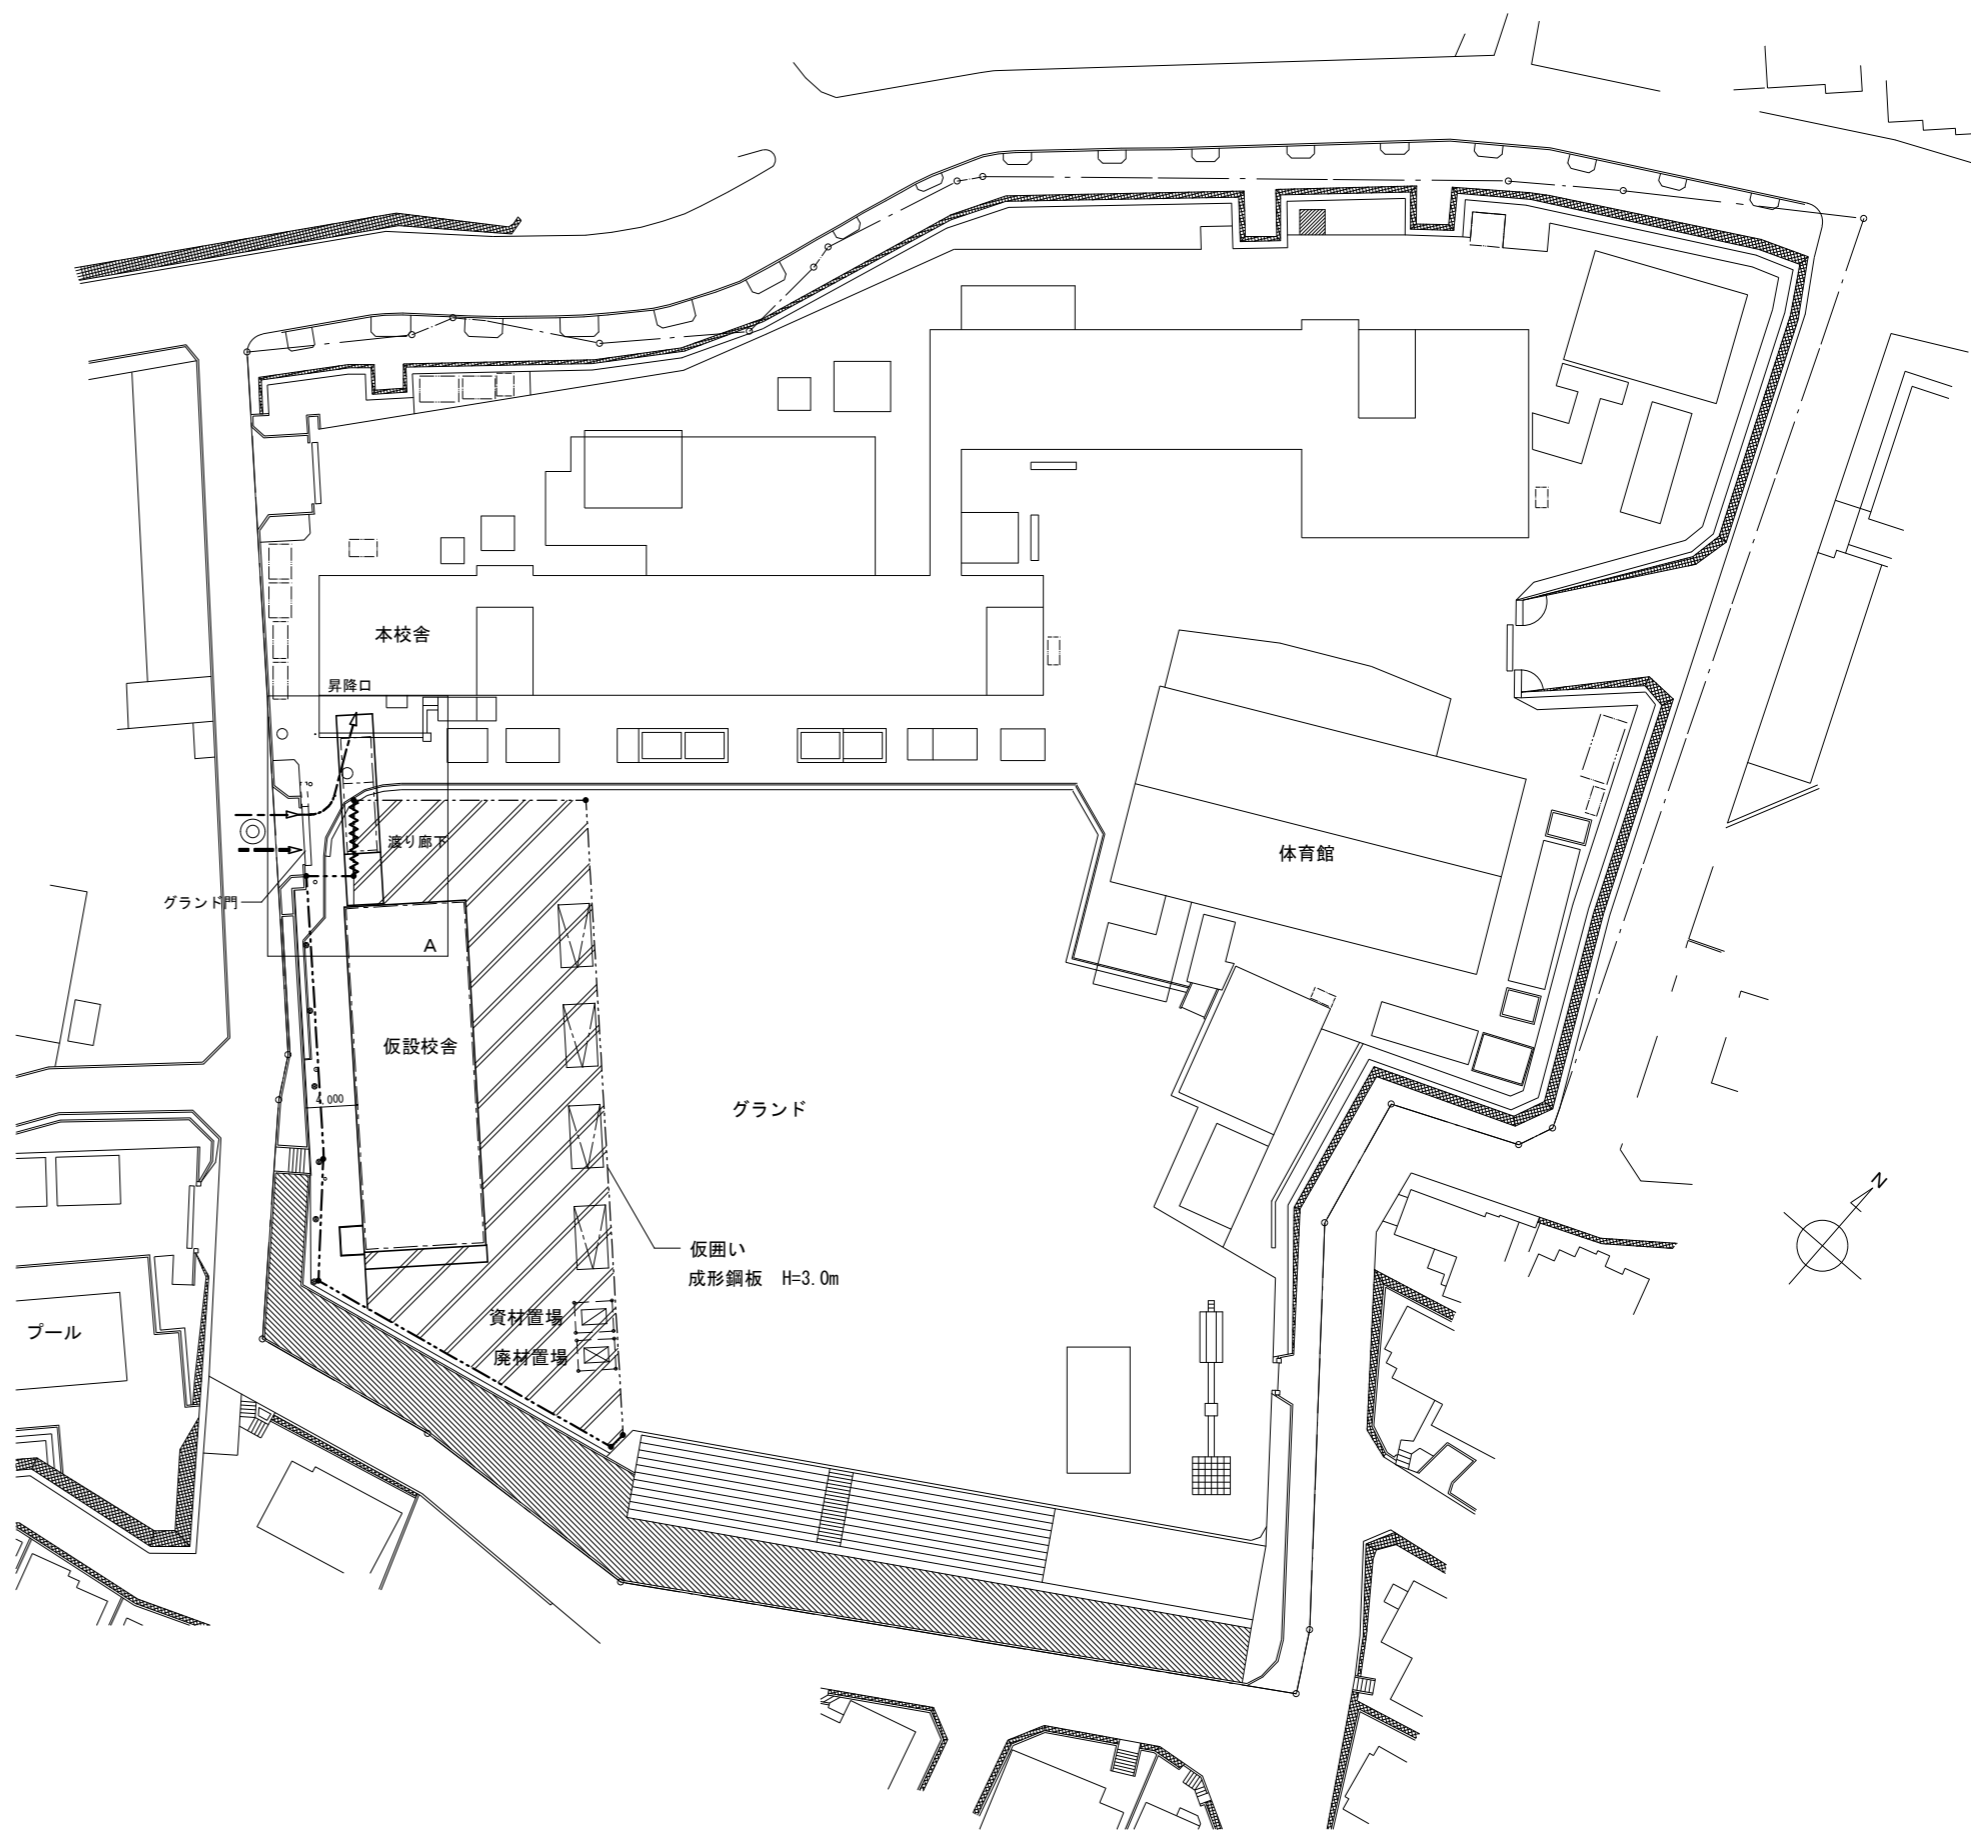 本校舎
昇降口
渡り廊下
体育館
グランド門
A
仮設校舎
4,000
グランド
N
仮囲い
成形鋼板 H=3.0m
資材置場
プール
廃材置場